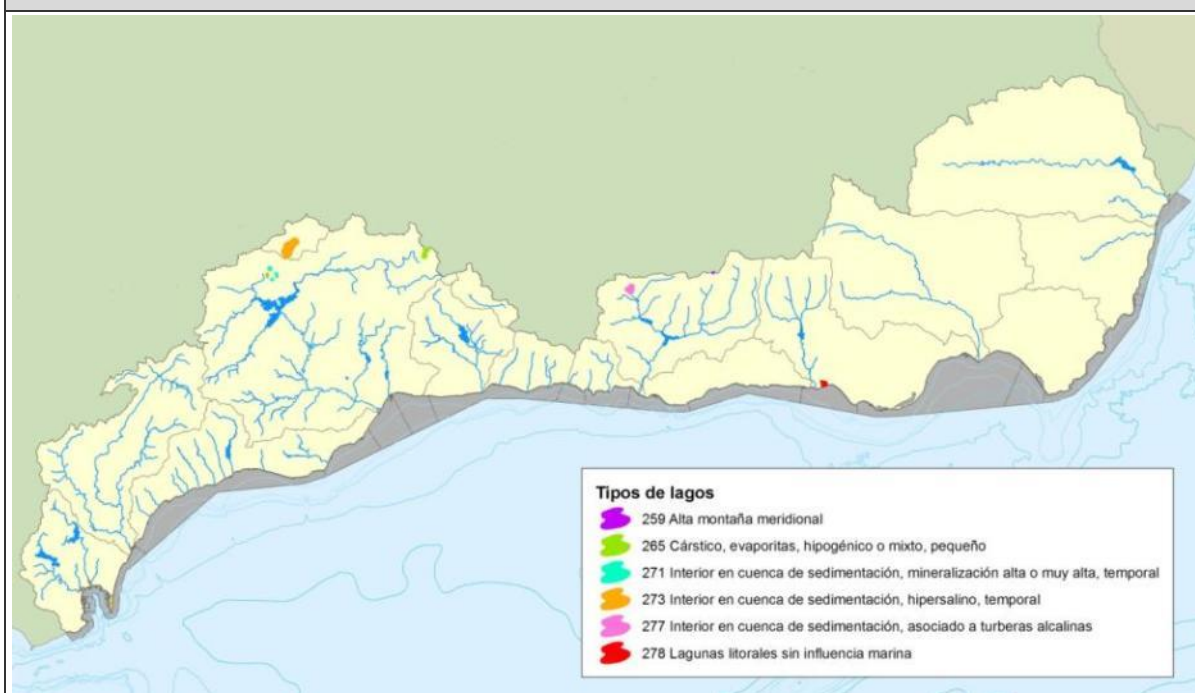 Tipos de lagos
259 Alta montaña meridional
265 Cárstico, evaporitas, hipogénico o mixto, pequeño
271 Interior en cuenca de sedimentación, mineralización alta o muy alta, temporal
273 Interior en cuenca de sedimentación, hipersalino, temporal
277 Interior en cuenca de sedimentación, asociado a turberas alcalinas
278 Lagunas litorales sin influencia marina